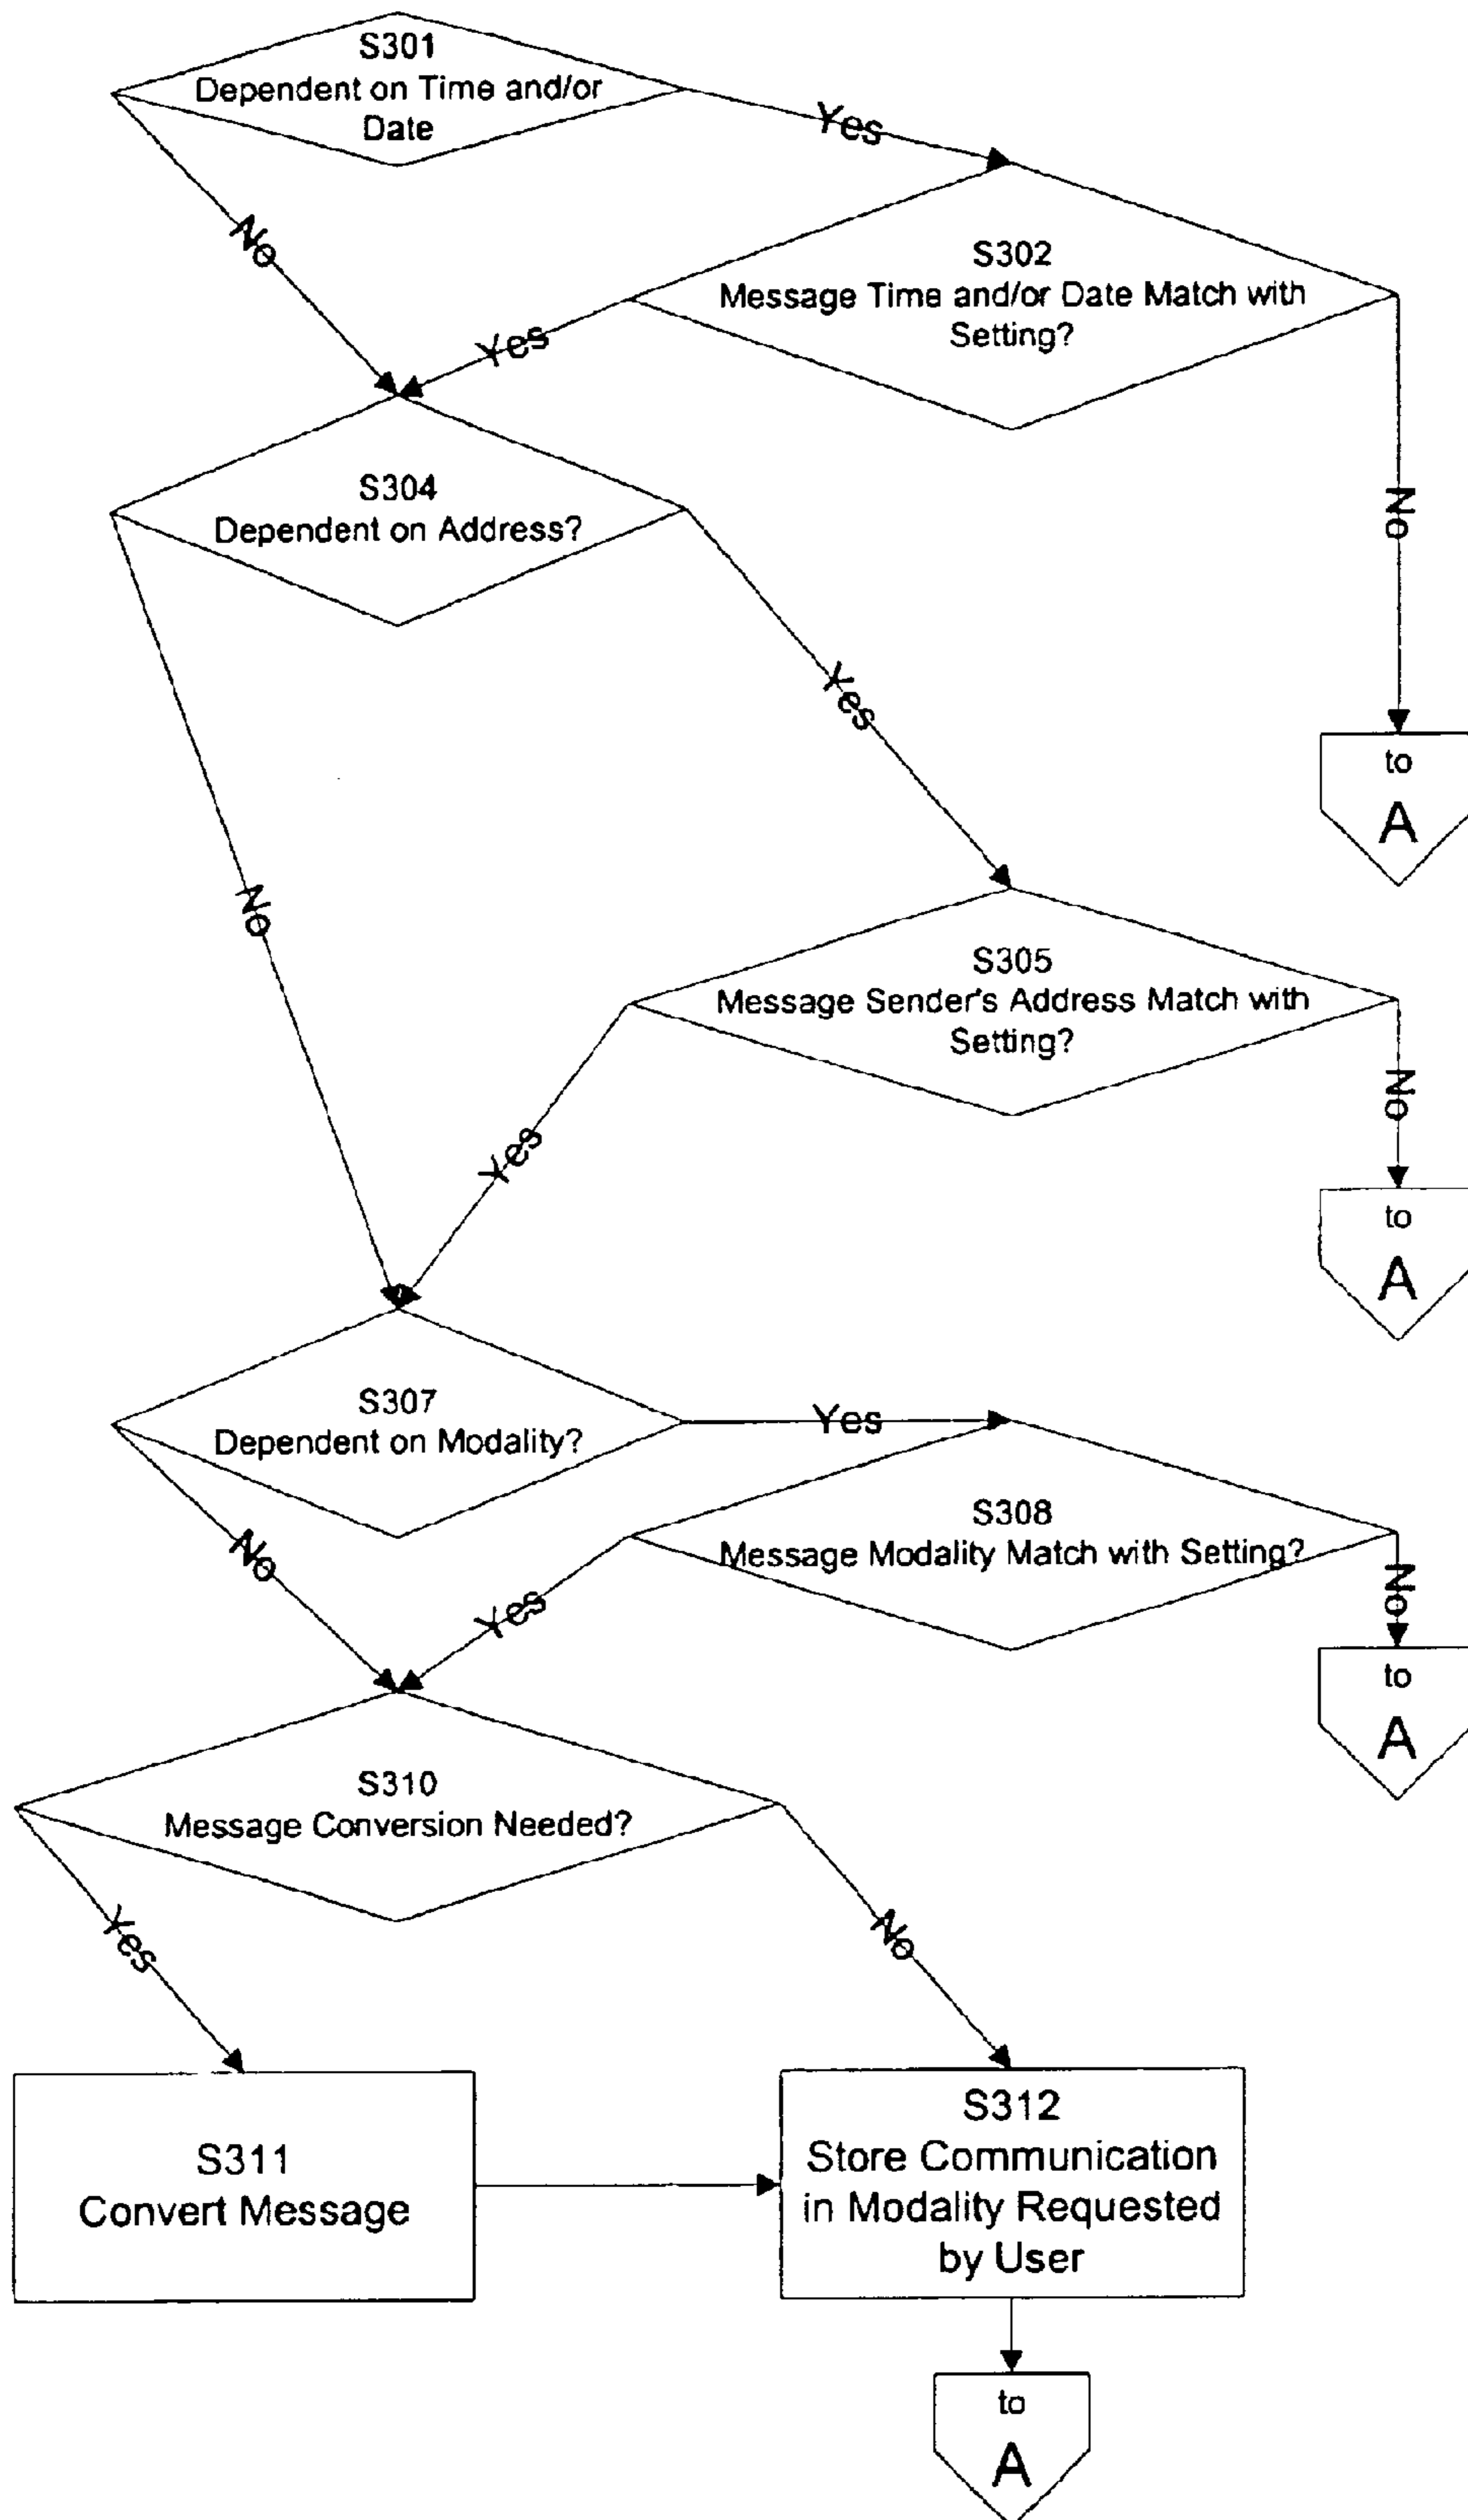 S301
Dependent on Time and/or
Date
Yes
No
S302
Message Time and/or Date Match with
Setting?
Yes
No
S304
Dependent on Address?
Yes
No
to
A
S305
Message Sender's Address Match with
Setting?
Yes
No
to
A
S307
Dependent on Modality?
Yes
No
S308
Message Modality Match with Setting?
Yes
No
to
A
S310
Message Conversion Needed?
Yes
No
S311
Convert Message
S312
Store Communication
in Modality Requested
by User
to
A